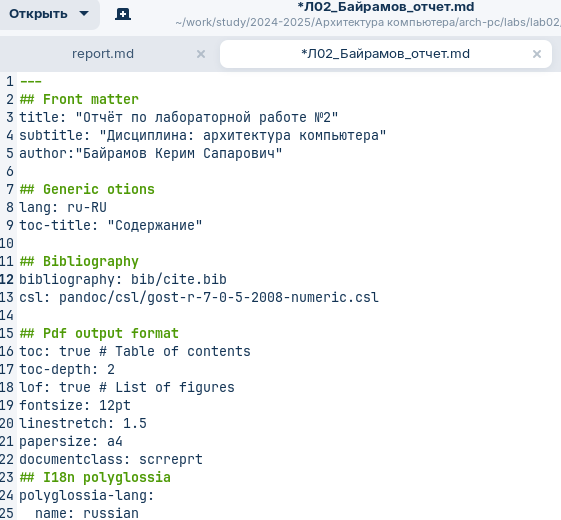 Открыть
*Л02_Байрамов_отчет.md
~/work/study/2024-2025/Архитектура компьютера/arch-pc/labs/lab02/
report.md
*Л02_Байрамов_отчет.md
1 ---
2 ## Front matter
3 title: "Отчёт по лабораторной работе №2"
4 subtitle: "Дисциплина: архитектура компьютера"
5 author:"Байрамов Керим Сапарович"
6
7 ## Generic otions
8 lang: ru-RU
9 toc-title: "Содержание"
10
11 ## Bibliography
12 bibliography: bib/cite.bib
13 csl: pandoc/csl/gost-r-7-0-5-2008-numeric.csl
14
15 ## Pdf output format
16 toc: true # Table of contents
17 toc-depth: 2
18 lof: true # List of figures
19 fontsize: 12pt
20 linestretch: 1.5
21 papersize: a4
22 documentclass: scrreprt
23 ## I18n polyglossia
24 polyglossia-lang:
25   name: russian